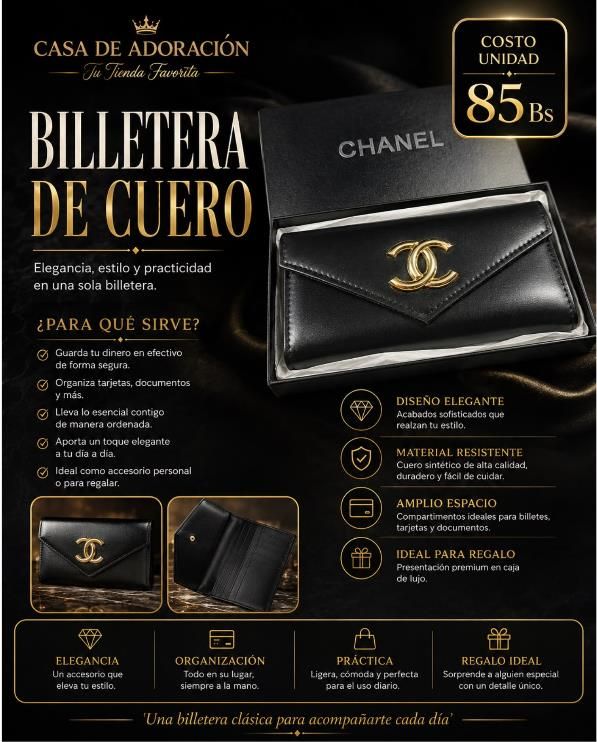 CASA DE ADORACIÓN
Tu Tienda Favorita
COSTO
UNIDAD
85 Bs
BILLETERA
DE CUERO
CHANEL
Elegancia, estilo y practicidad
en una sola billetera.
¿PARA QUÉ SIRVE?
Guarda tu dinero en efectivo
de forma segura.
Organiza tarjetas, documentos
y más.
Lleva lo esencial contigo
de manera ordenada.
Aporta un toque elegante
a tu día a día.
Ideal como accesorio personal
o para regalar.
DISEÑO ELEGANTE
Acabados sofisticados que
realzan tu estilo.
MATERIAL RESISTENTE
Cuero sintético de alta calidad,
duradero y fácil de cuidar.
AMPLIO ESPACIO
Compartimentos ideales para billetes,
tarjetas y documentos.
IDEAL PARA REGALO
Presentación premium en caja
de lujo.
ELEGANCIA
Un accesorio que
eleva tu estilo.
ORGANIZACIÓN
Todo en su lugar,
siempre a la mano.
PRÁCTICA
Ligera, cómoda y perfecta
para el uso diario.
REGALO IDEAL
Sorprende a alguien especial
con un detalle único.
'Una billetera clásica para acompañarte cada día'